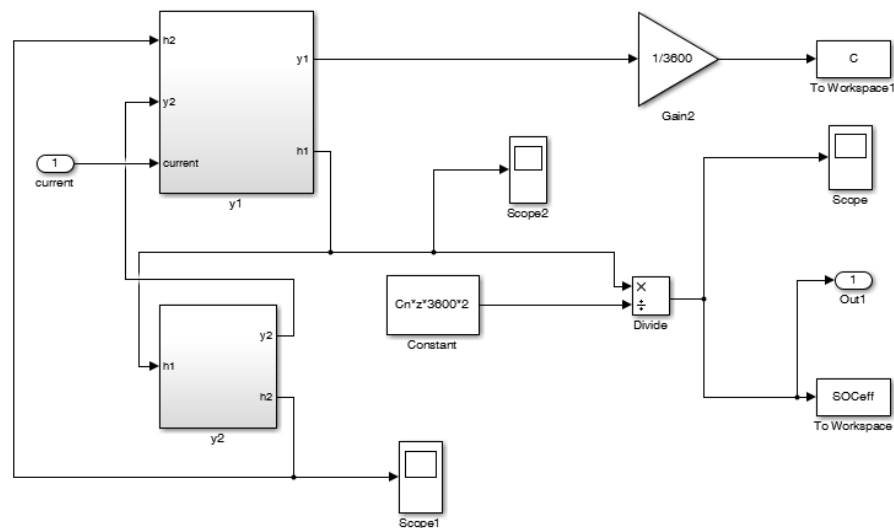 h2
y2
current
y1
h1
y1
1
current
1/3600
Gain2
C
To Workspace1
Scope2
Scope
Cn*z*3600*2
Constant
×
÷
Divide
1
Out1
SOCeff
To Workspace
h1
y2
h2
y2
Scope1